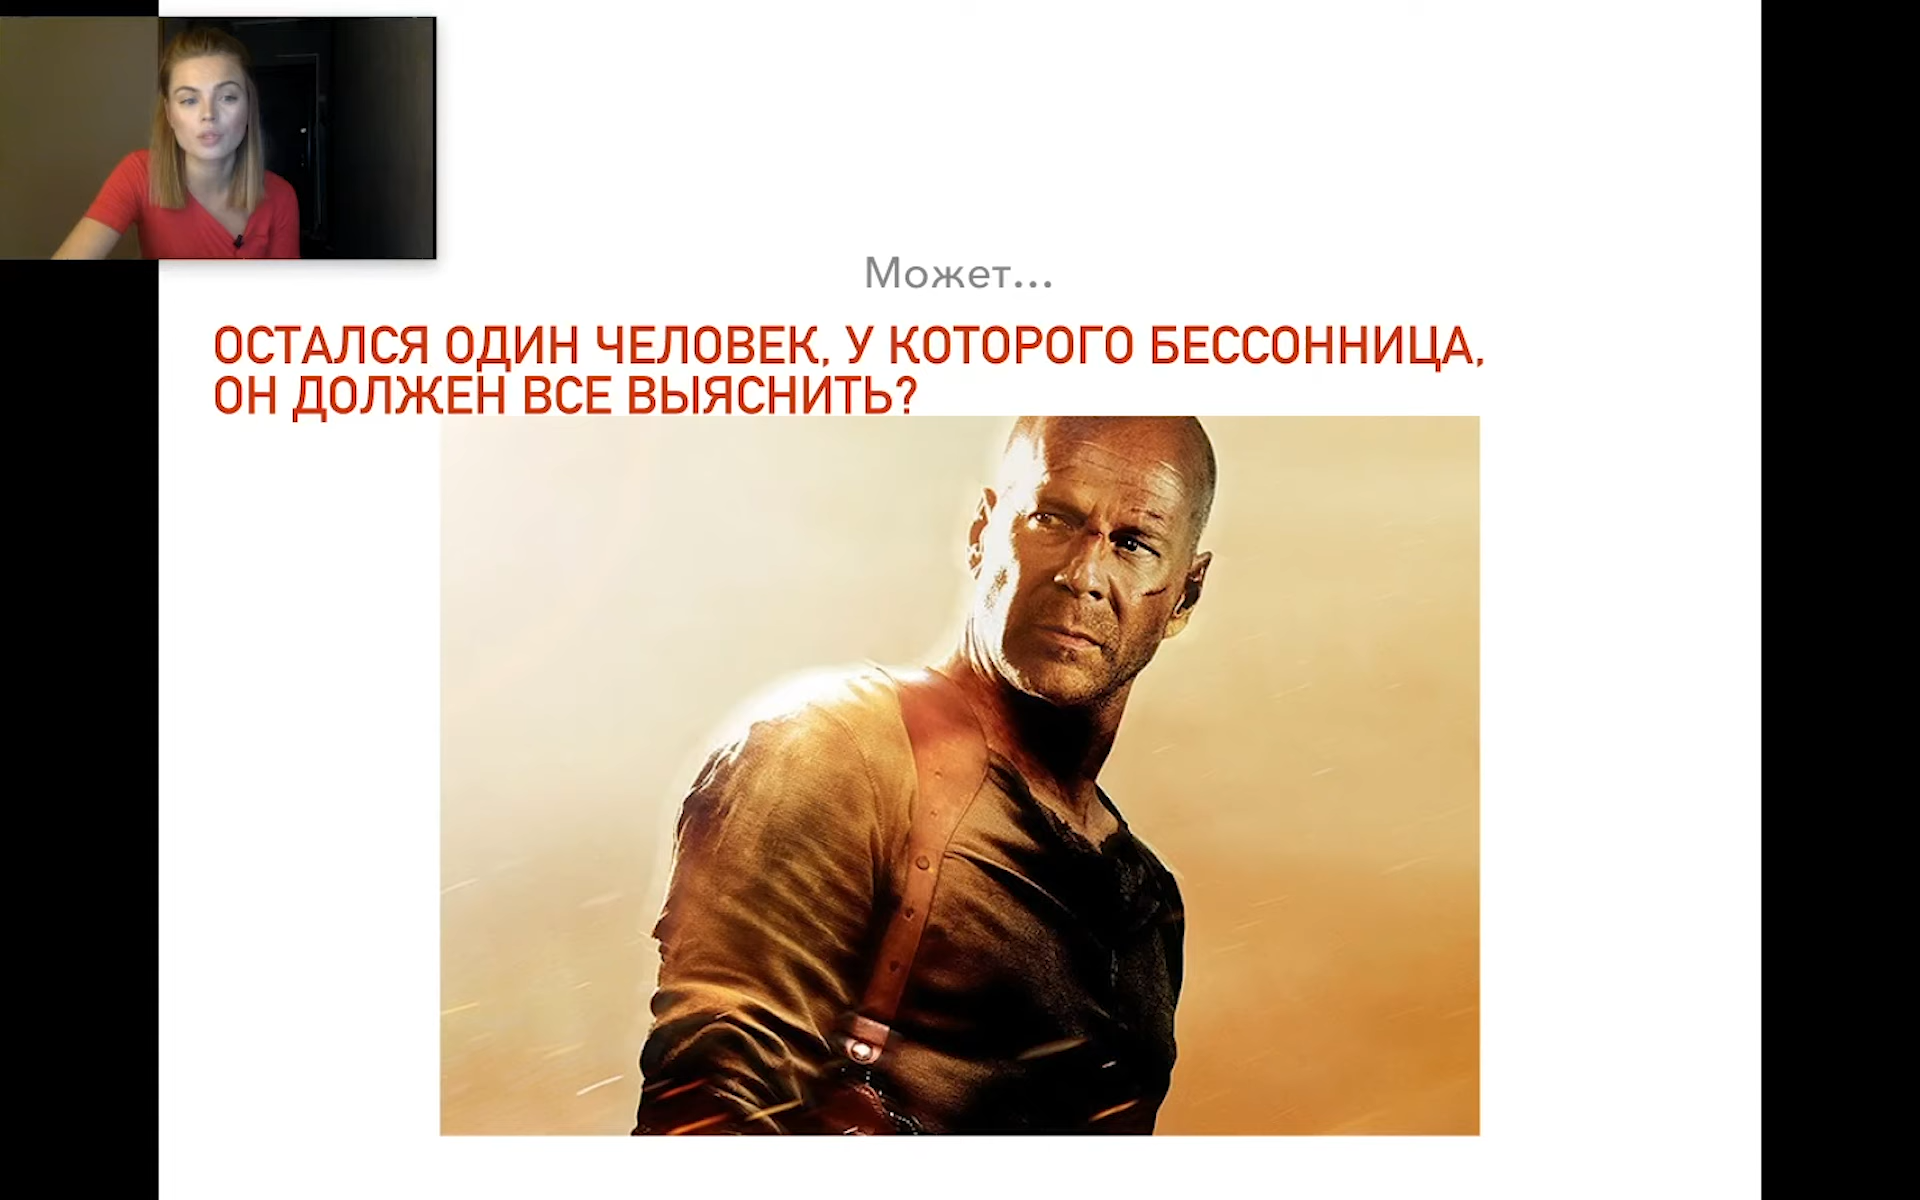 Может...
ОСТАЛСЯ ОДИН ЧЕЛОВЕК, У КОТОРОГО БЕССОННИЦА,
ОН ДОЛЖЕН ВСЕ ВЫЯСНИТЬ?